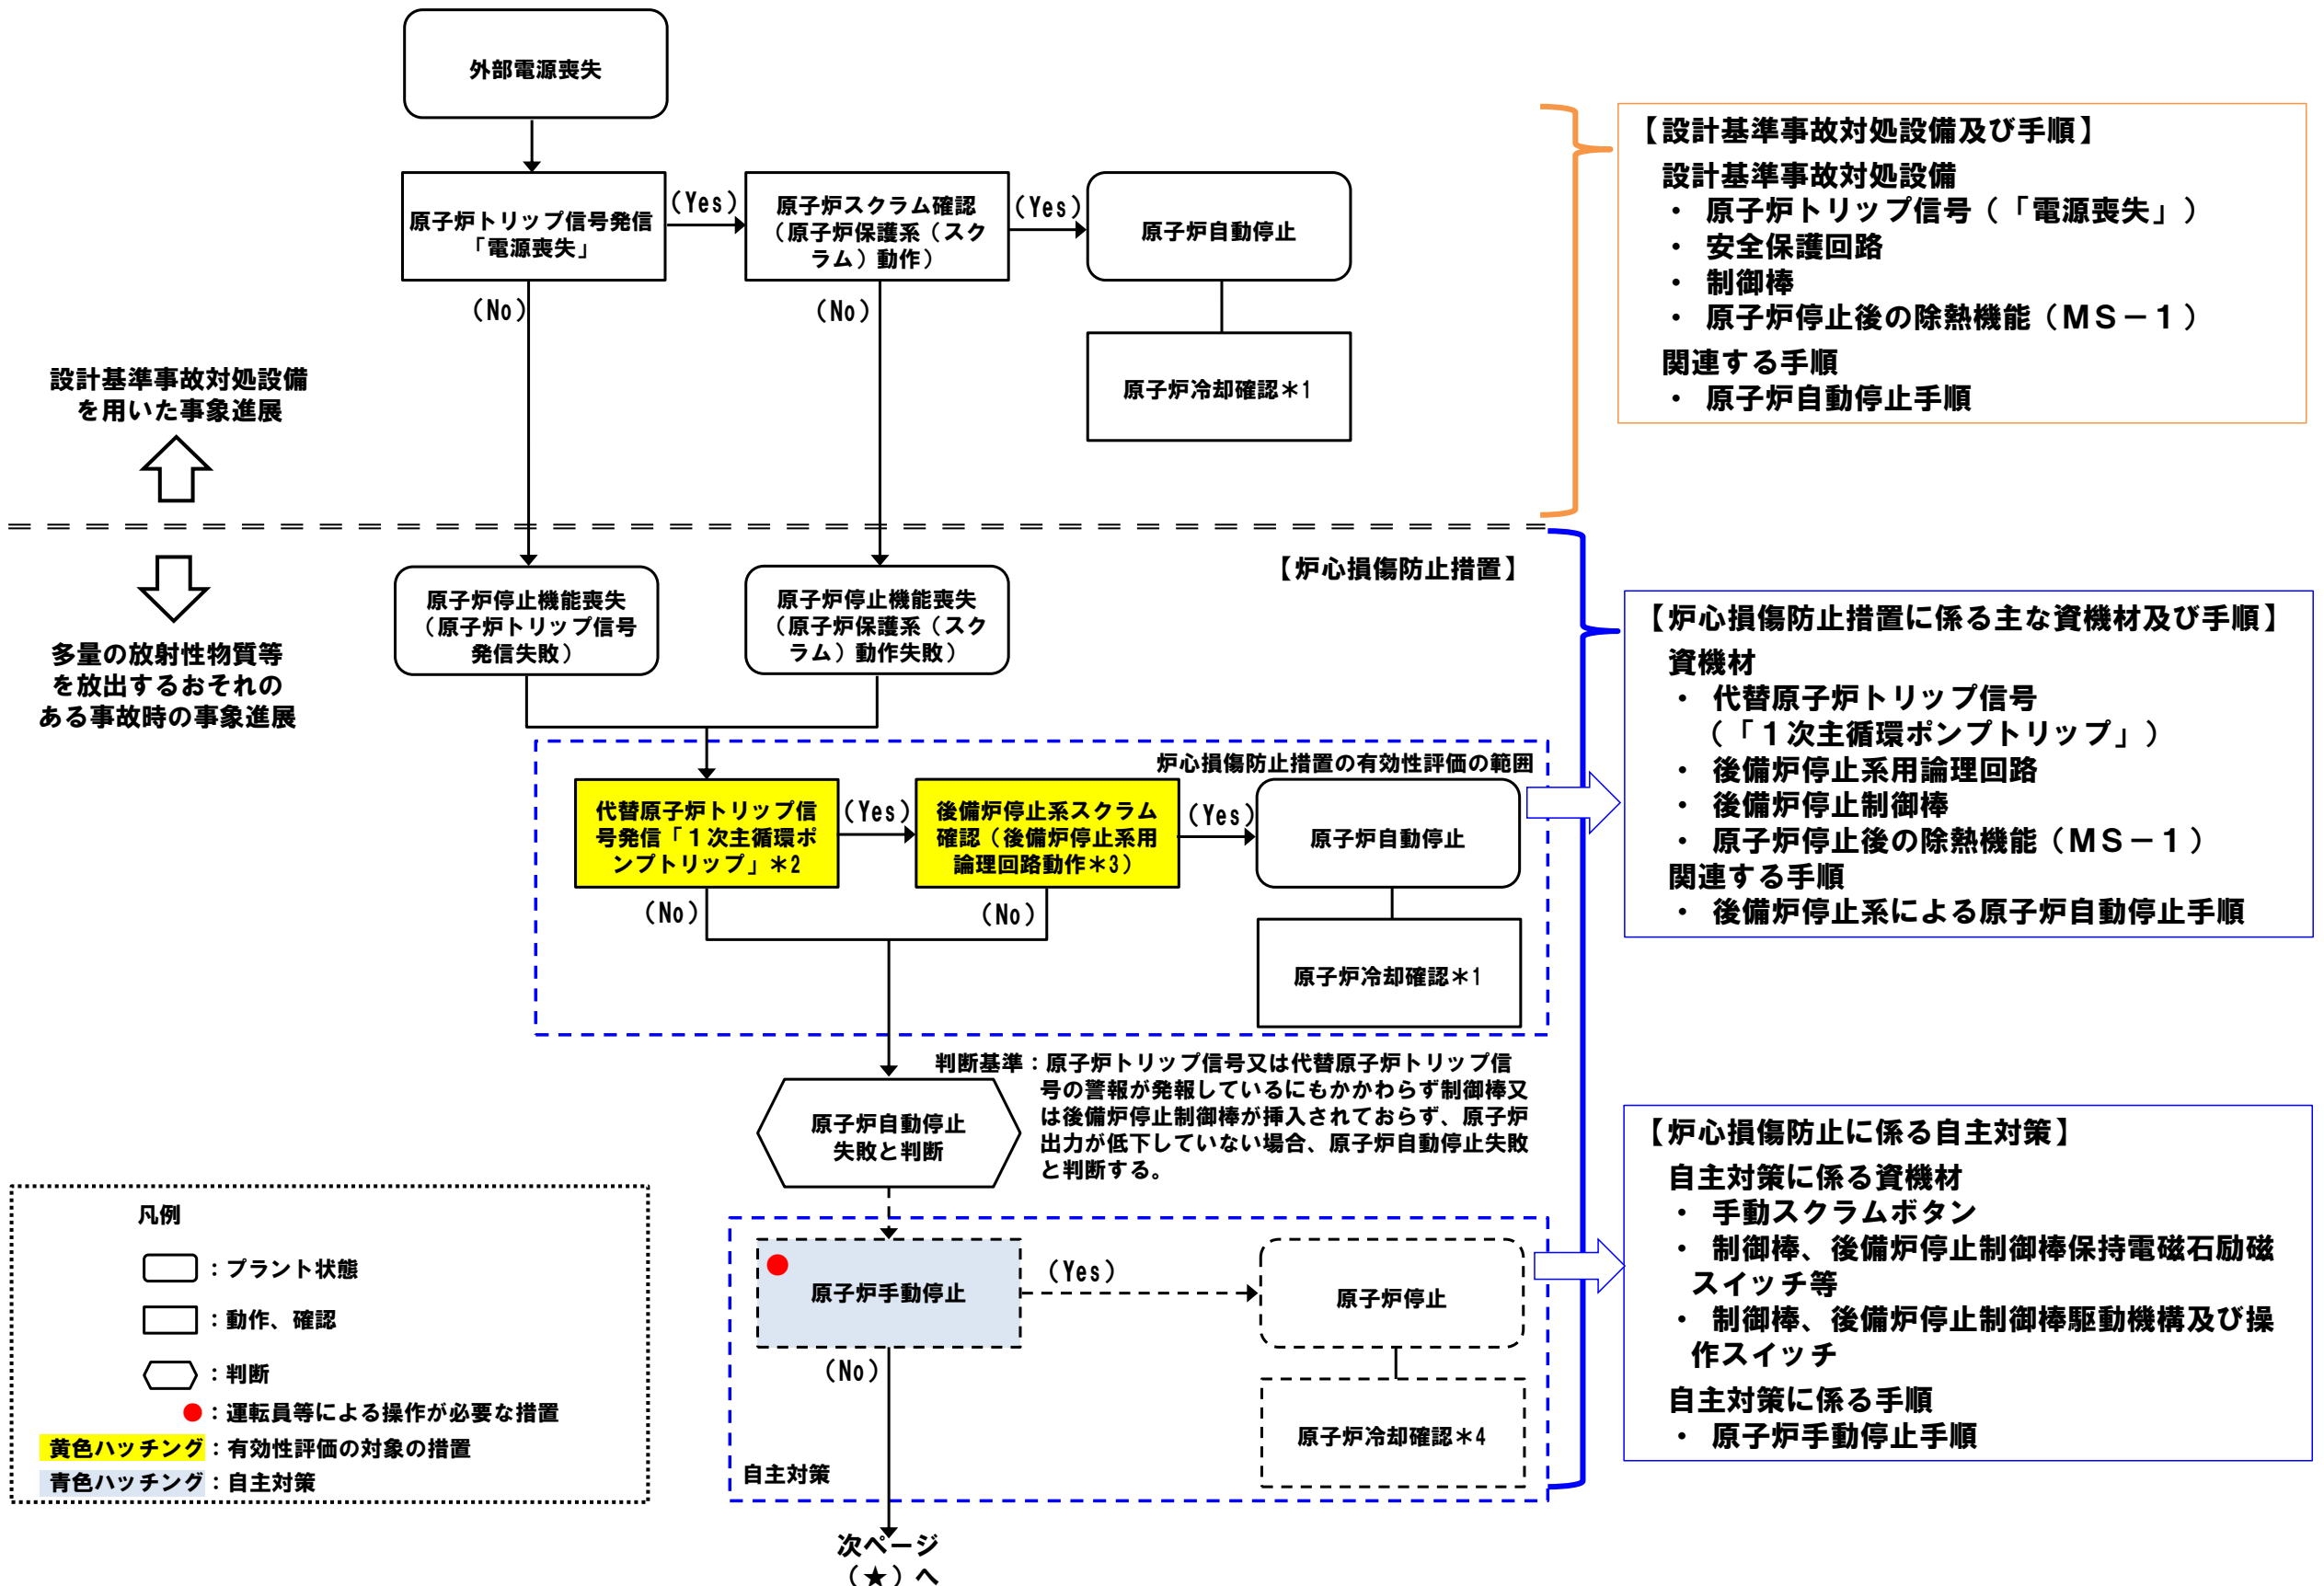 外部電源喪失
原子炉トリップ信号発信
「電源喪失」
（Yes）
原子炉スクラム確認
（原子炉保護系（スク
ラム）動作）
（Yes）
原子炉自動停止
（No）
（No）
原子炉冷却確認＊1
【設計基準事故対処設備及び手順】
設計基準事故対処設備
・ 原子炉トリップ信号（「電源喪失」）
・ 安全保護回路
・ 制御棒
・ 原子炉停止後の除熱機能（ＭＳ－１）
関連する手順
・ 原子炉自動停止手順
設計基準事故対処設備
を用いた事象進展
多量の放射性物質等
を放出するおそれの
ある事故時の事象進展
【炉心損傷防止措置】
原子炉停止機能喪失
（原子炉トリップ信号
発信失敗）
原子炉停止機能喪失
（原子炉保護系（スク
ラム）動作失敗）
炉心損傷防止措置の有効性評価の範囲
代替原子炉トリップ信
号発信「１次主循環ポ
ンプトリップ」＊2
（Yes）
後備炉停止系スクラム
確認（後備炉停止系用
論理回路動作＊3）
（Yes）
原子炉自動停止
（No）
（No）
原子炉冷却確認＊1
【炉心損傷防止措置に係る主な資機材及び手順】
資機材
・ 代替原子炉トリップ信号
（「１次主循環ポンプトリップ」）
・ 後備炉停止系用論理回路
・ 後備炉停止制御棒
・ 原子炉停止後の除熱機能（ＭＳ－１）
関連する手順
・ 後備炉停止系による原子炉自動停止手順
原子炉自動停止
失敗と判断
判断基準：原子炉トリップ信号又は代替原子炉トリップ信
号の警報が発報しているにもかかわらず制御棒又
は後備炉停止制御棒が挿入されておらず、原子炉
出力が低下していない場合、原子炉自動停止失敗
と判断する。
原子炉手動停止
（Yes）
原子炉停止
（No）
原子炉冷却確認＊4
自主対策
次ページ
（★）へ
【炉心損傷防止に係る自主対策】
自主対策に係る資機材
・ 手動スクラムボタン
・ 制御棒、後備炉停止制御棒保持電磁石励磁
スイッチ等
・ 制御棒、後備炉停止制御棒駆動機構及び操
作スイッチ
自主対策に係る手順
・ 原子炉手動停止手順
凡例
：プラント状態
：動作、確認
：判断
：運転員等による操作が必要な措置
黄色ハッチング：有効性評価の対象の措置
青色ハッチング：自主対策